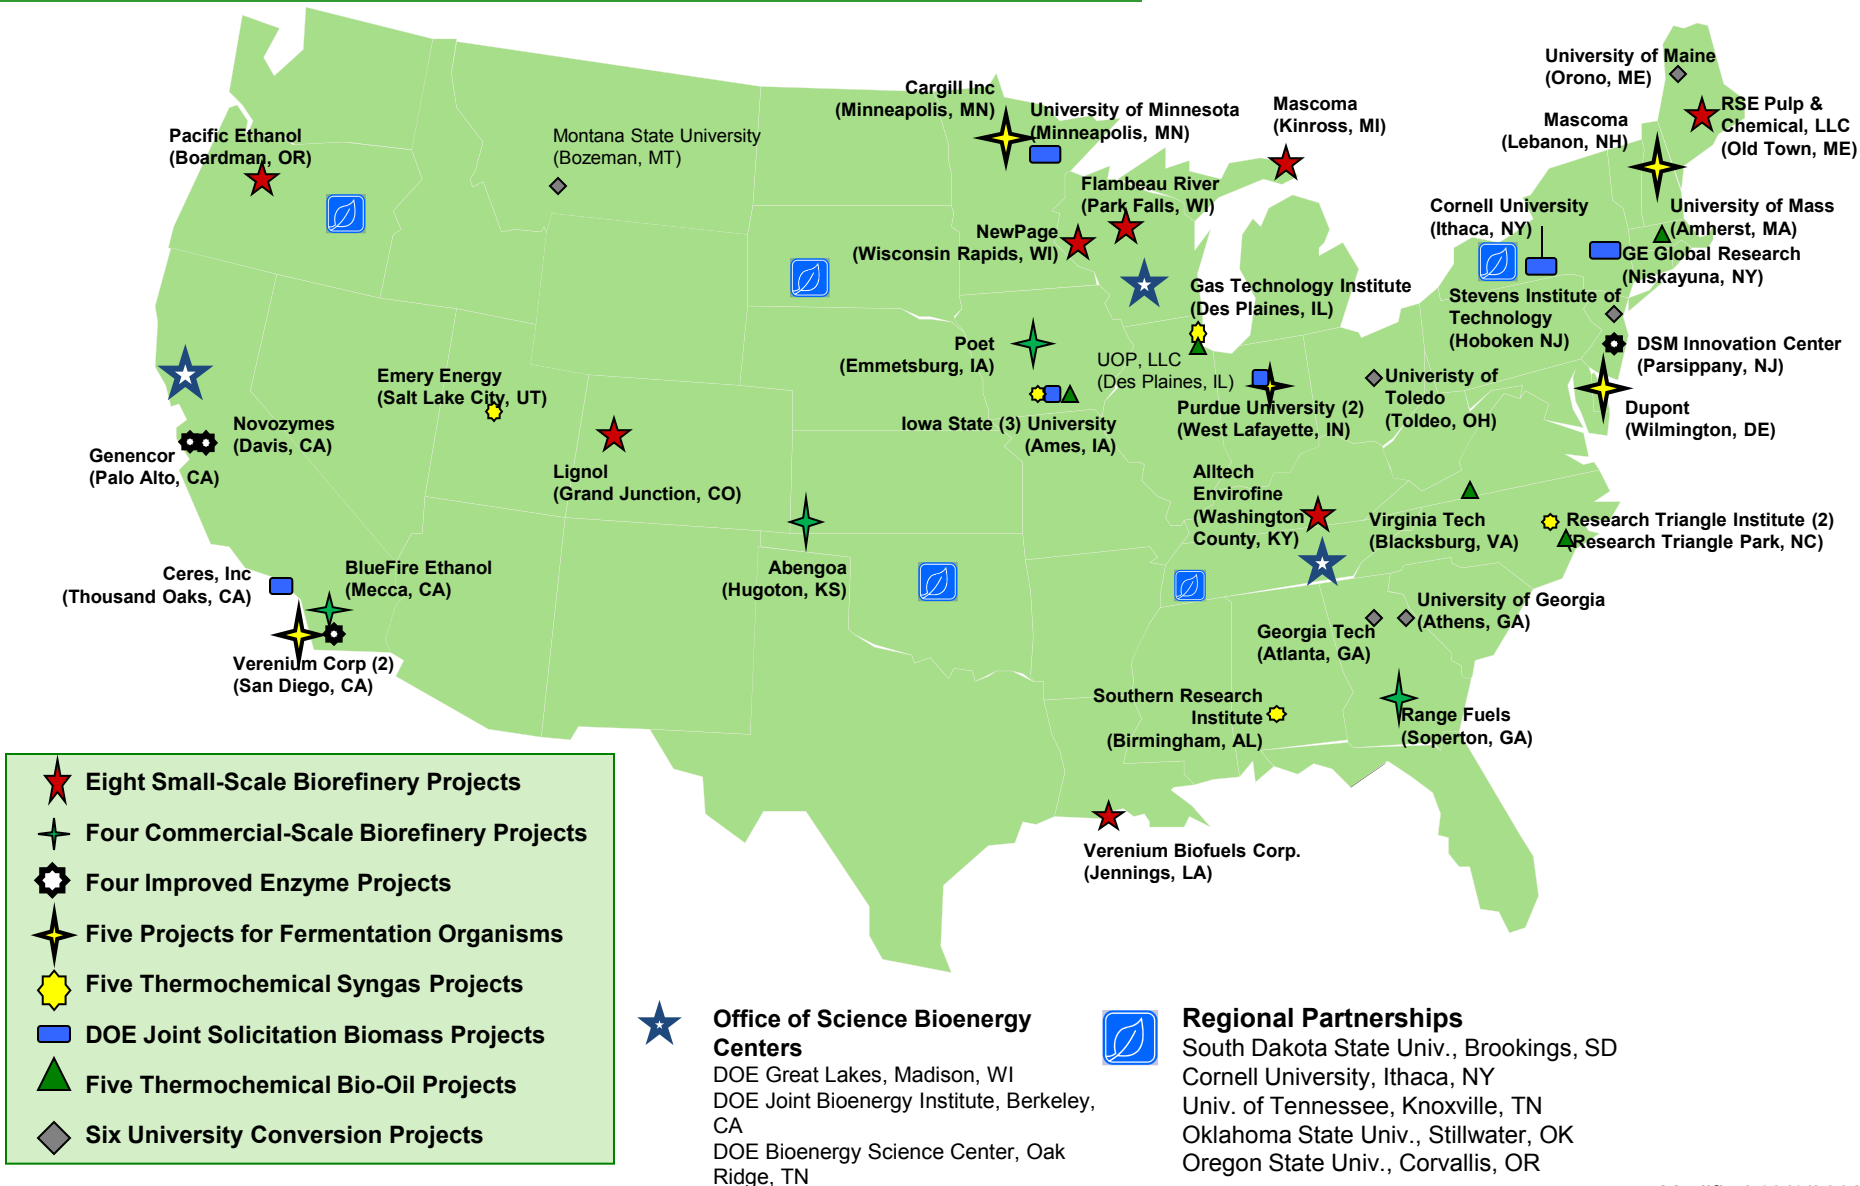 University of Maine
(Orono, ME)
Cargill Inc
(Minneapolis, MN)
University of Minnesota
(Minneapolis, MN)
Mascoma
(Kinross, MI)
RSE Pulp &
Chemical, LLC
(Old Town, ME)
Mascoma
(Lebanon, NH)
Pacific Ethanol
(Boardman, OR)
Montana State University
(Bozeman, MT)
Flambeau River
(Park Falls, WI)
Cornell University
(Ithaca, NY)
University of Mass
(Amherst, MA)
NewPage
(Wisconsin Rapids, WI)
GE Global Research
(Niskayuna, NY)
Gas Technology Institute
(Des Plaines, IL)
Stevens Institute of
Technology
(Hoboken NJ)
Poet
(Emmetsburg, IA)
UOP, LLC
(Des Plaines, IL)
DSM Innovation Center
(Parsippany, NJ)
Emery Energy
(Salt Lake City, UT)
Univeristy of
Toledo
(Toldeo, OH)
Purdue University (2)
(West Lafayette, IN)
Dupont
(Wilmington, DE)
Iowa State (3) University
(Ames, IA)
Novozymes
(Davis, CA)
Genencor
(Palo Alto, CA)
Lignol
(Grand Junction, CO)
Alltech
Envirofine
(Washington
County, KY)
Virginia Tech
(Blacksburg, VA)
Research Triangle Institute (2)
(Research Triangle Park, NC)
Ceres, Inc
(Thousand Oaks, CA)
BlueFire Ethanol
(Mecca, CA)
Abengoa
(Hugoton, KS)
University of Georgia
(Athens, GA)
Georgia Tech
(Atlanta, GA)
Verenium Corp (2)
(San Diego, CA)
Southern Research
Institute
(Birmingham, AL)
Range Fuels
(Soperton, GA)
Verenium Biofuels Corp.
(Jennings, LA)
Eight Small-Scale Biorefinery Projects
Four Commercial-Scale Biorefinery Projects
Four Improved Enzyme Projects
Five Projects for Fermentation Organisms
Five Thermochemical Syngas Projects
DOE Joint Solicitation Biomass Projects
Five Thermochemical Bio-Oil Projects
Six University Conversion Projects
Office of Science Bioenergy
Centers
DOE Great Lakes, Madison, WI
DOE Joint Bioenergy Institute, Berkeley,
CA
DOE Bioenergy Science Center, Oak
Ridge, TN
Regional Partnerships
South Dakota State Univ., Brookings, SD
Cornell University, Ithaca, NY
Univ. of Tennessee, Knoxville, TN
Oklahoma State Univ., Stillwater, OK
Oregon State Univ., Corvallis, OR